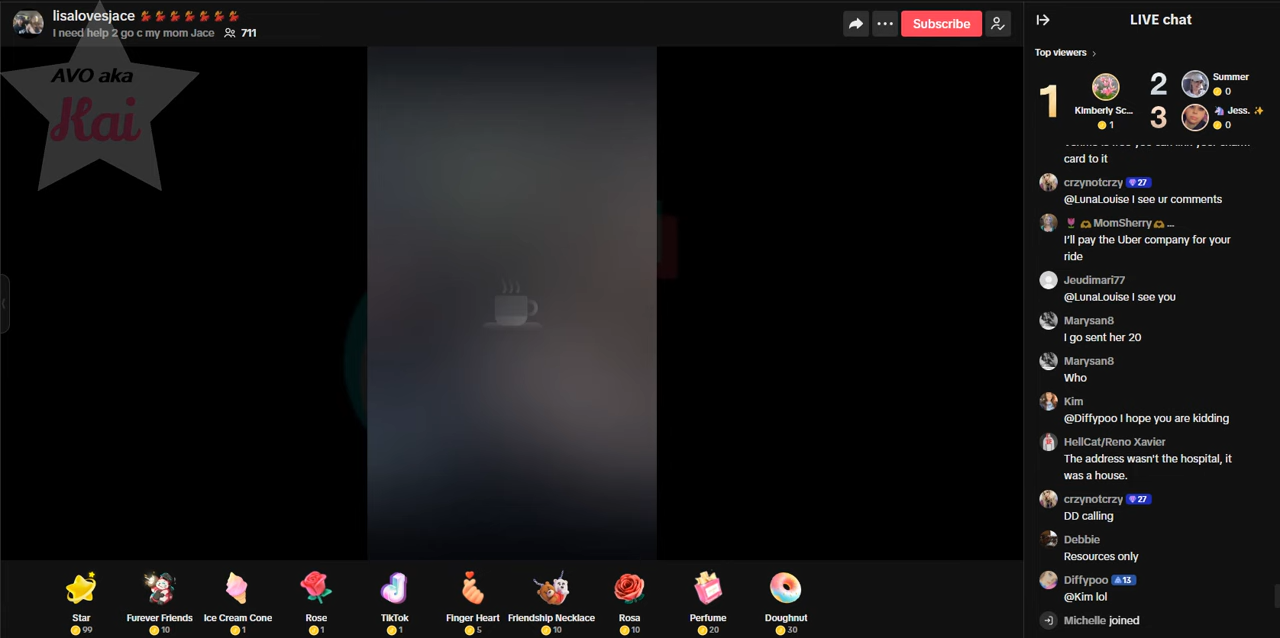 lisalovesjace
I need help 2 go c my mom Jace 711
Subscribe
AVO aka
Kai
LIVE chat
Top viewers
1
Kimberly Sc...
1
2
Summer
0
3
Jess.
0
card to it
crzynotcrzy 27
@LunaLouise I see ur comments
MomSherry ...
I'll pay the Uber company for your
ride
Jeudimari77
@LunaLouise I see you
Marysan8
I go sent her 20
Marysan8
Who
Kim
@Diffypoo I hope you are kidding
HellCat/Reno Xavier
The address wasn't the hospital, it
was a house.
crzynotcrzy 27
DD calling
Debbie
Resources only
Diffypoo 13
@Kim lol
Michelle joined
Star Furever Friends Ice Cream Cone Rose TikTok Finger Heart Friendship Necklace Rosa Perfume Doughnut
99 10 1 1 1 5 10 10 20 30